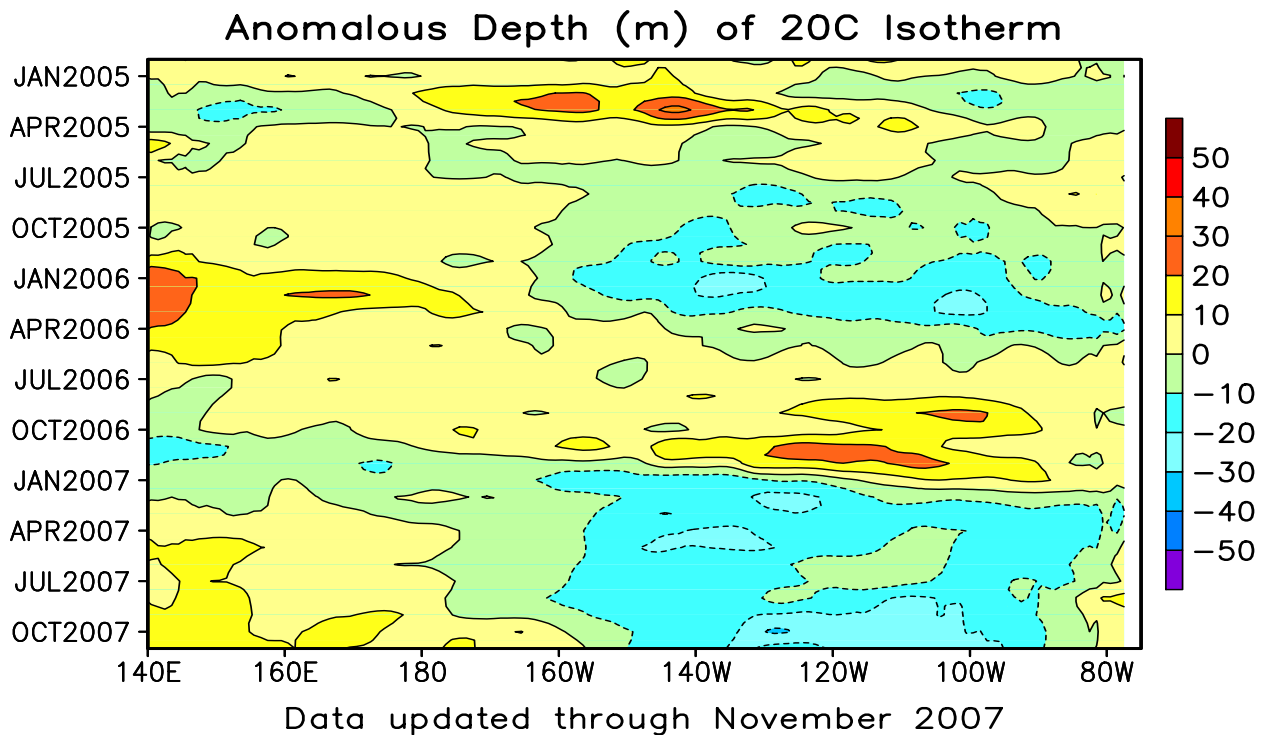 Anomalous Depth (m) of 20C Isotherm
JAN2005
APR2005
JUL2005
OCT2005
JAN2006
APR2006
JUL2006
OCT2006
JAN2007
APR2007
JUL2007
OCT2007
140E 160E 180 160W 140W 120W 100W 80W
50
40
30
20
10
0
−10
−20
−30
−40
−50
Data updated through November 2007